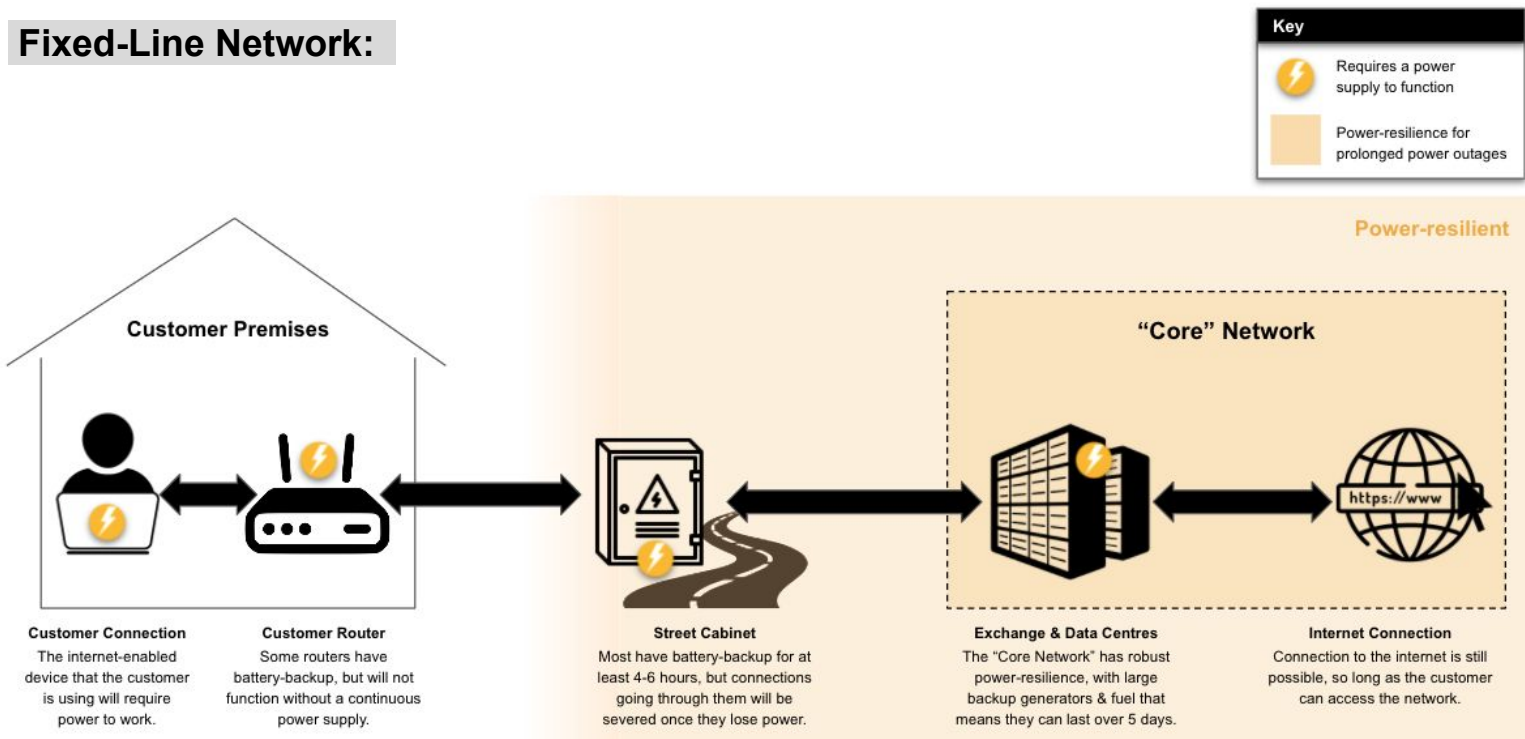 Fixed-Line Network:
Key
Requires a power
supply to function
Power-resilience for
prolonged power outages
Power-resilient
Customer Premises
“Core” Network
https://www
Customer Connection
The internet-enabled
device that the customer
is using will require
power to work.
Customer Router
Some routers have
battery-backup, but will not
function without a continuous
power supply.
Street Cabinet
Most have battery-backup for at
least 4-6 hours, but connections
going through them will be
severed once they lose power.
Exchange & Data Centres
The “Core Network” has robust
power-resilience, with large
backup generators & fuel that
means they can last over 5 days.
Internet Connection
Connection to the internet is still
possible, so long as the customer
can access the network.